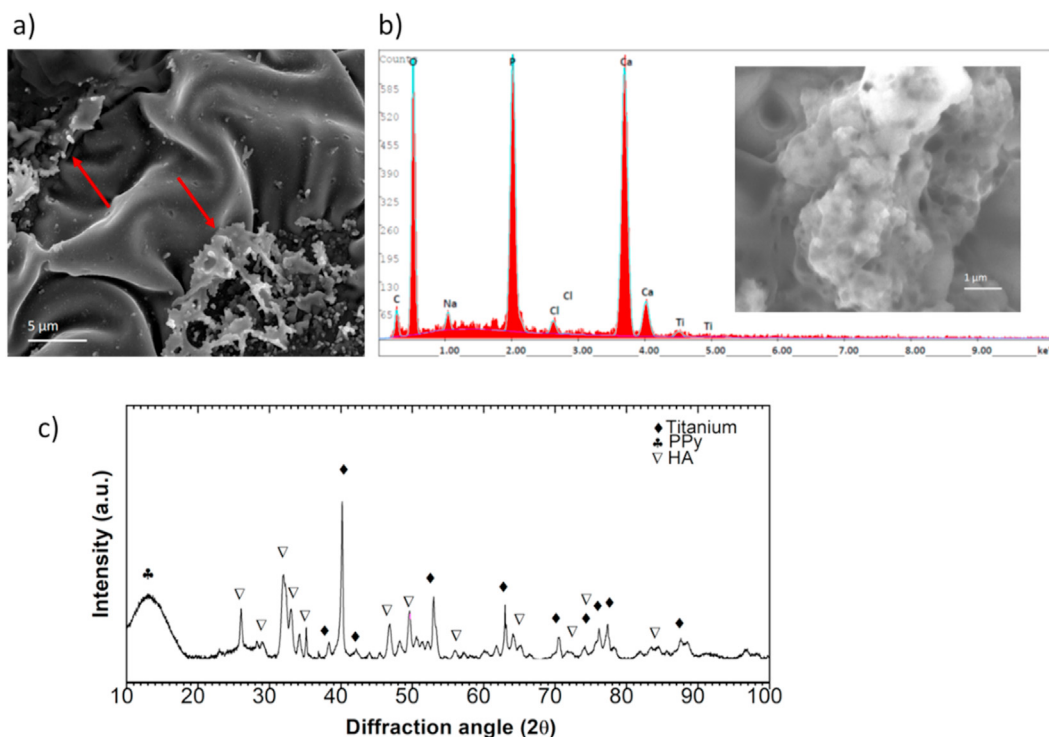 a)
5 µm
b)
Count
585
520
455
390
325
260
195
130
65
C
O
Na
P
Cl
Cl
Ca
Ca
Ti
Ti
1.00 2.00 3.00 4.00 5.00 6.00 7.00 8.00 9.00 ke
1 µm
c)
Intensity (a.u.)
♦Titanium
♣PPy
▽HA
10 20 30 40 50 60 70 80 90 100
Diffraction angle (2θ)